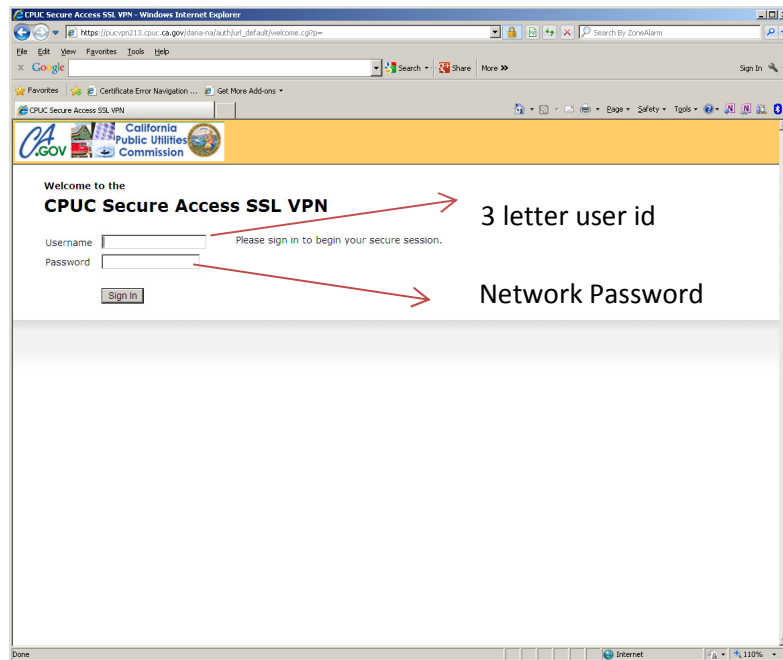 CPUC Secure Access SSL VPN - Windows Internet Explorer
https://pucvpn213.cpuc.ca.gov/dana-na/auth/url_default/welcome.cgi?p=
Search By ZoneAlarm
File Edit View Favorites Tools Help
Google Search Share More >> Sign In
Favorites Certificate Error Navigation ... Get More Add-ons
CPUC Secure Access SSL VPN Page Safety Tools
CA.GOV
California
Public Utilities
Commission
Welcome to the
CPUC Secure Access SSL VPN
3 letter user id
Username Please sign in to begin your secure session.
Password
Sign In
Network Password
Done Internet 110%